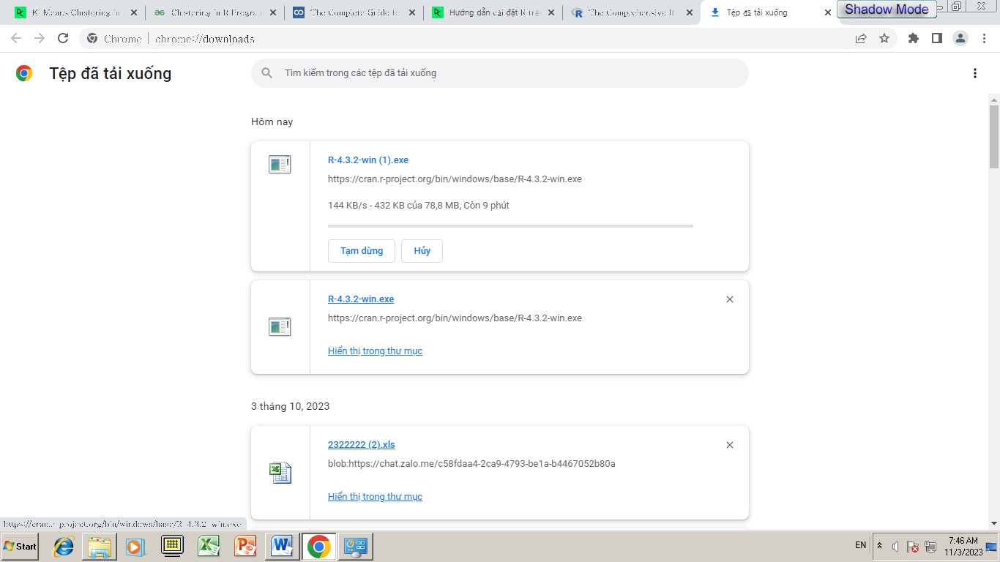 K-Means Clustering in
Clustering in R Program
The Complete Guide to
Hướng dẫn cài đặt R trên
The Comprehensive R
Tệp đã tải xuống
Shadow Mode
Chrome
chrome://downloads
Tệp đã tải xuống
Tìm kiếm trong các tệp đã tải xuống
Hôm nay
R-4.3.2-win (1).exe
https://cran.r-project.org/bin/windows/base/R-4.3.2-win.exe
144 KB/s - 432 KB của 78,8 MB, Còn 9 phút
Tạm dừng
Hủy
R-4.3.2-win.exe
https://cran.r-project.org/bin/windows/base/R-4.3.2-win.exe
Hiển thị trong thư mục
3 tháng 10, 2023
2322222 (2).xls
blob:https://chat.zalo.me/c58fdaa4-2ca9-4793-be1a-b4467052b80a
Hiển thị trong thư mục
https://cran.r-project.org/bin/windows/base/R-4.3.2-win.exe
Start
EN
7:46 AM
11/3/2023